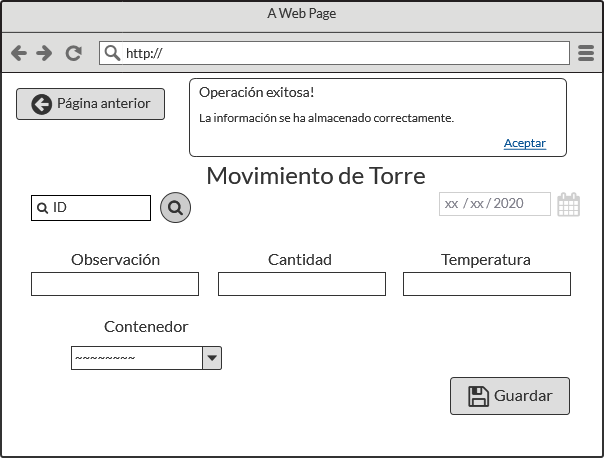 A Web Page
http://
Página anterior
Operación exitosa!
La información se ha almacenado correctamente.
Aceptar
Movimiento de Torre
ID
xx / xx / 2020
Observación
Cantidad
Temperatura
Contenedor
~~~~~~~~
Guardar